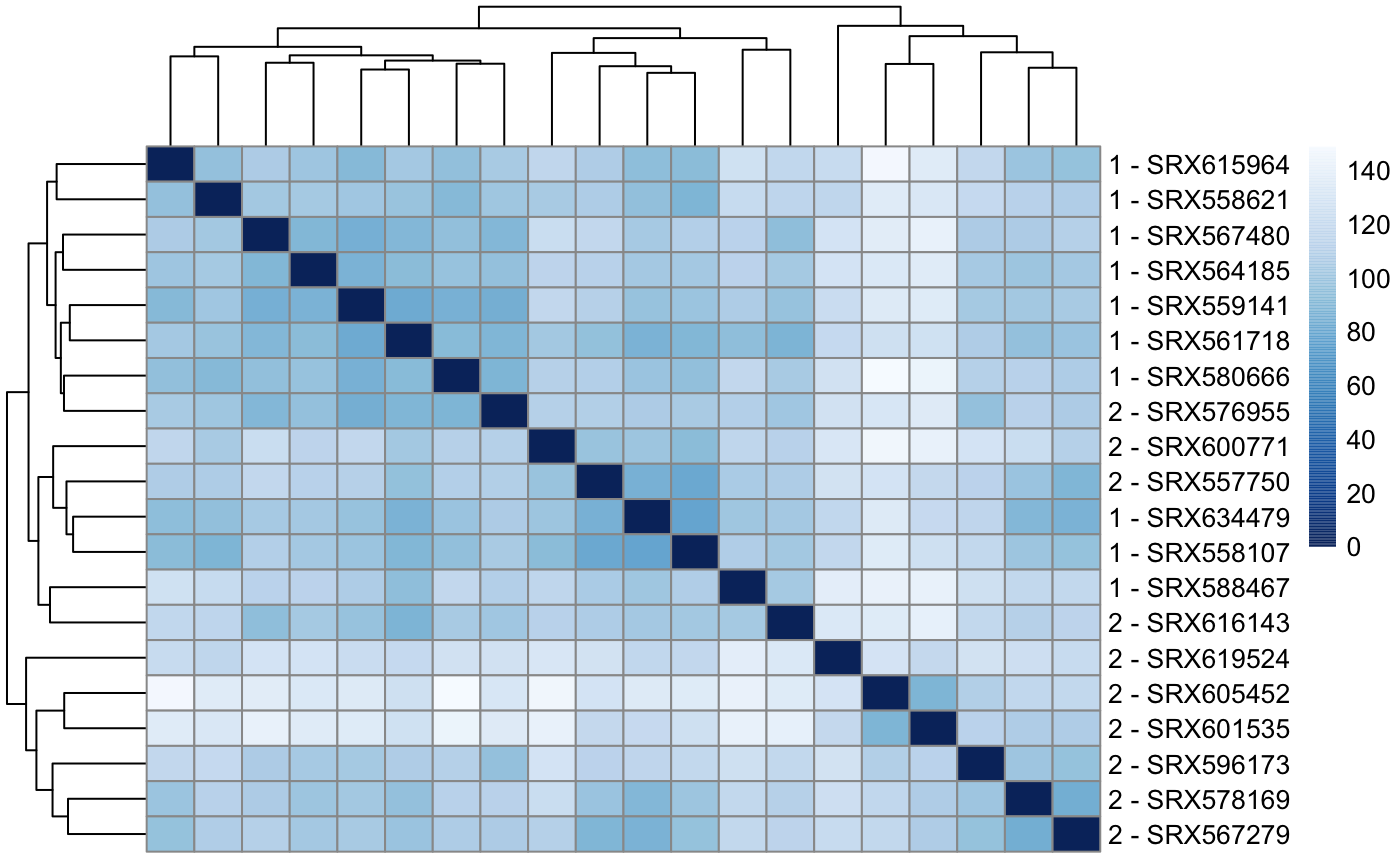 1 - SRX615964
1 - SRX558621
1 - SRX567480
1 - SRX564185
1 - SRX559141
1 - SRX561718
1 - SRX580666
2 - SRX576955
2 - SRX600771
2 - SRX557750
1 - SRX634479
1 - SRX558107
1 - SRX588467
2 - SRX616143
2 - SRX619524
2 - SRX605452
2 - SRX601535
2 - SRX596173
2 - SRX578169
2 - SRX567279
140
120
100
80
60
40
20
0